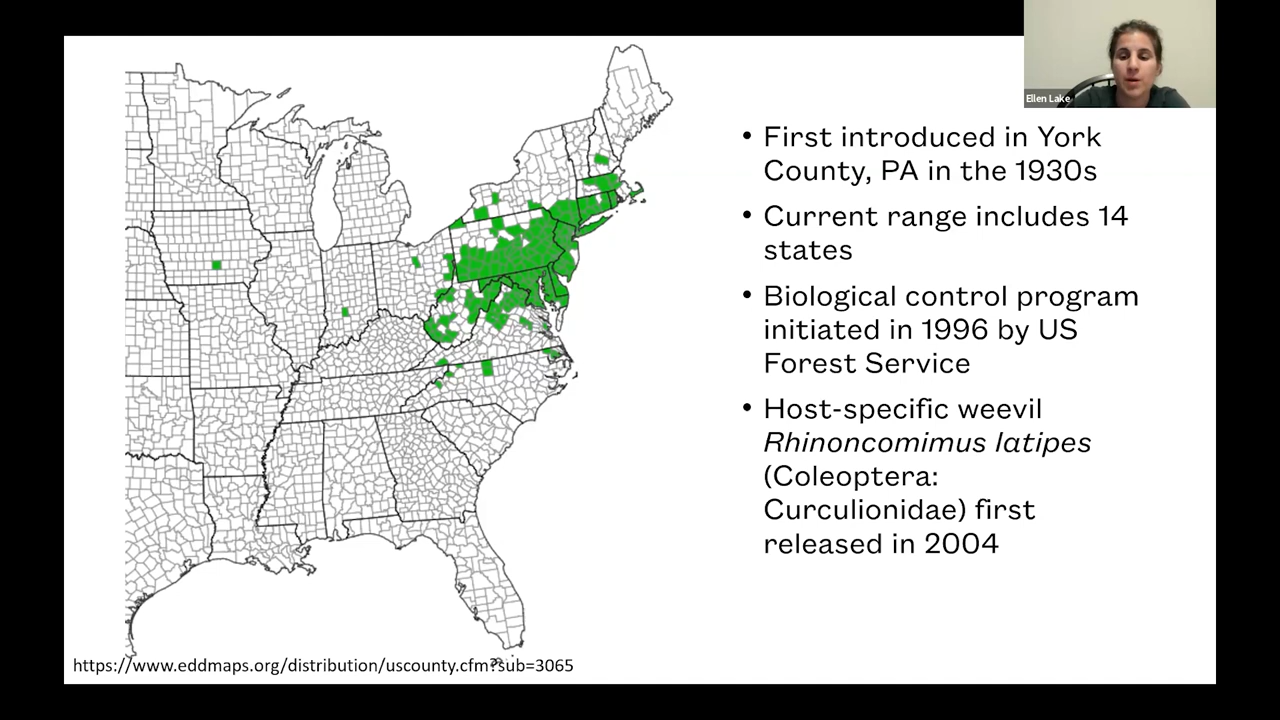 Ellen Lake
• First introduced in York
County, PA in the 1930s
• Current range includes 14
states
• Biological control program
initiated in 1996 by US
Forest Service
• Host-specific weevil
Rhinoncomimus latipes
(Coleoptera:
Curculionidae) first
released in 2004
https://www.eddmaps.org/distribution/uscounty.cfm?sub=3065